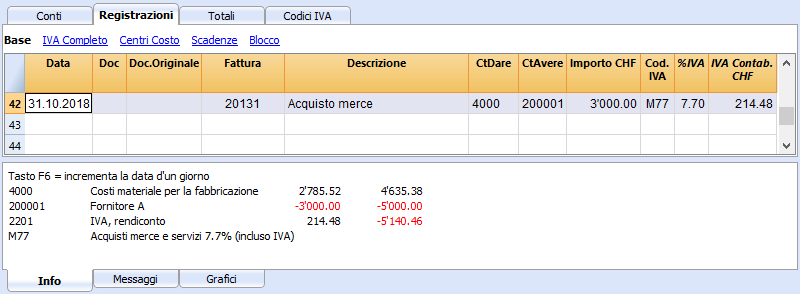 Conti Registrazioni Totali Codici IVA
Base IVA Completo Centri Costo Scadenze Blocco
Data Doc Doc.Originale Fattura Descrizione CtDare CtAvere Importo CHF Cod. IVA %IVA IVA Contab. CHF
42 31.10.2018 20131 Acquisto merce 4000 200001 3'000.00 M77 7.70 214.48
43
44
Tasto F6 = incrementa la data d'un giorno
4000 Costi materiale per la fabbricazione 2'785.52 4'635.38
200001 Fornitore A -3'000.00 -5'000.00
2201 IVA, rendiconto 214.48 -5'140.46
M77 Acquisti merce e servizi 7.7% (incluso IVA)
Info Messaggi Grafici